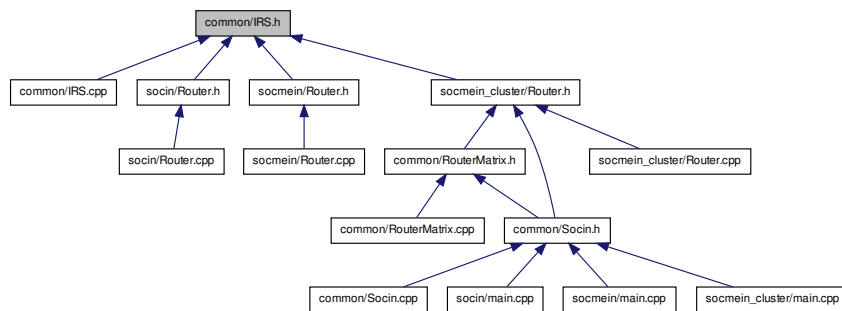 common/IRS.h
common/IRS.cpp
socin/Router.h
socmein/Router.h
socmein_cluster/Router.h
socin/Router.cpp
socmein/Router.cpp
common/RouterMatrix.h
socmein_cluster/Router.cpp
common/RouterMatrix.cpp
common/Socin.h
common/Socin.cpp
socin/main.cpp
socmein/main.cpp
socmein_cluster/main.cpp